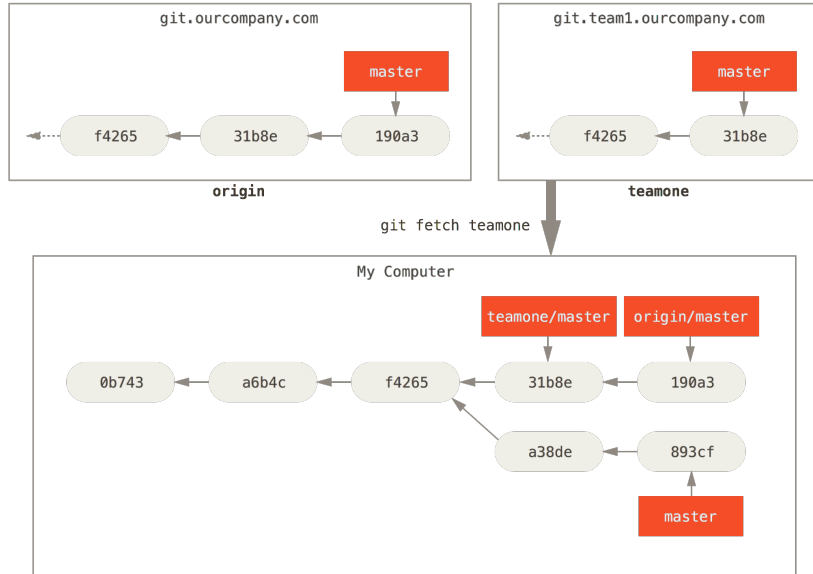 git.ourcompany.com
master
f4265
31b8e
190a3
origin
git.team1.ourcompany.com
master
f4265
31b8e
teamone
git fetch teamone
My Computer
teamone/master
origin/master
0b743
a6b4c
f4265
31b8e
190a3
a38de
893cf
master